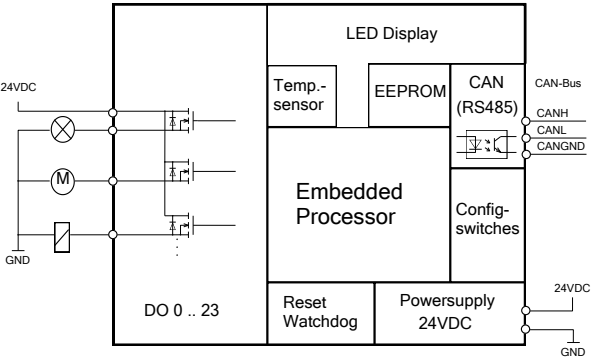 LED Display
24VDC
Temp.-
sensor
EEPROM
CAN
(RS485)
CAN-Bus
CANH
CANL
CANGND
M
Embedded
Processor
Config-
switches
GND
DO 0 .. 23
Reset
Watchdog
Powersupply
24VDC
24VDC
GND